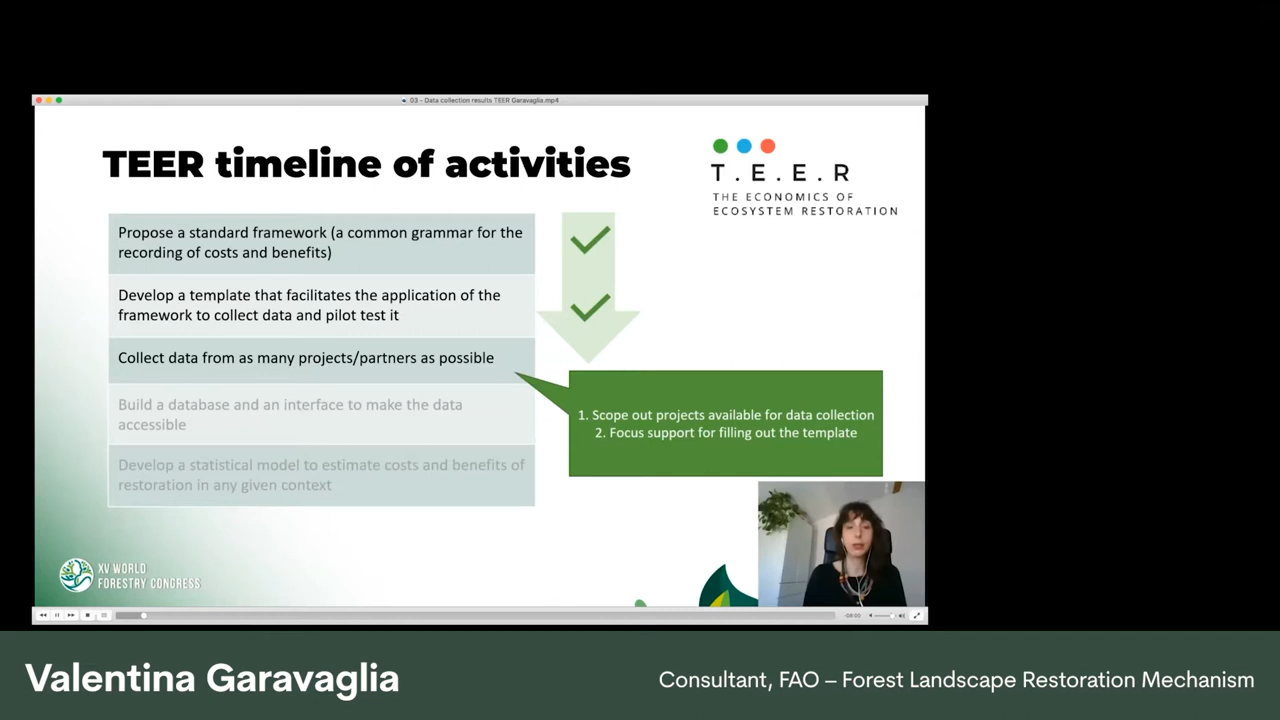 03 - Data collection results TEER Garavaglia.mp4
TEER timeline of activities
T.E.E.R
THE ECONOMICS OF
ECOSYSTEM RESTORATION
Propose a standard framework (a common grammar for the
recording of costs and benefits)
Develop a template that facilitates the application of the
framework to collect data and pilot test it
Collect data from as many projects/partners as possible
Build a database and an interface to make the data
accessible
Develop a statistical model to estimate costs and benefits of
restoration in any given context
1. Scope out projects available for data collection
2. Focus support for filling out the template
XV WORLD
FORESTRY CONGRESS
-08:00
Valentina Garavaglia
Consultant, FAO – Forest Landscape Restoration Mechanism